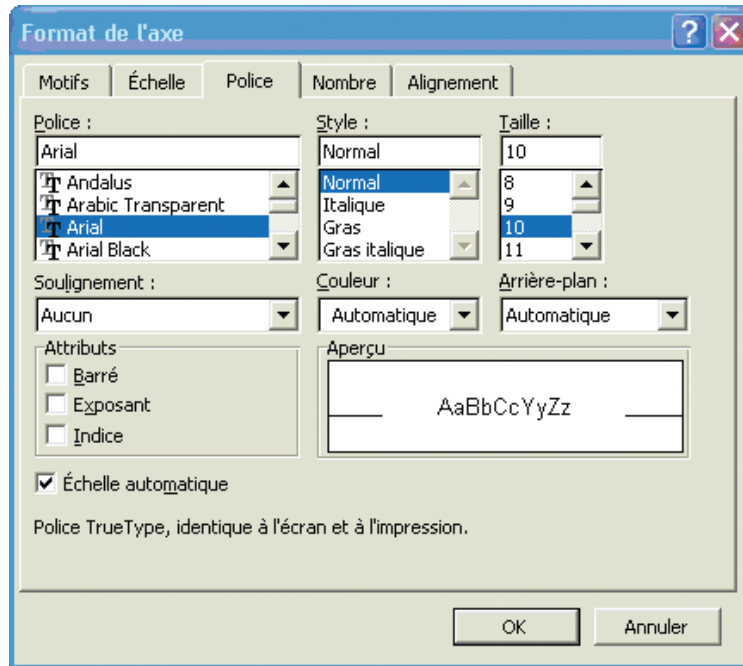 Format de l'axe
Motifs Échelle Police Nombre Alignement
Police : Style : Taille :
Arial Normal 10
Andalus Normal 8
Arabic Transparent Italique 9
Arial Gras 10
Arial Black Gras italique 11
Soulignement : Couleur : Arrière-plan :
Aucun Automatique Automatique
Attributs Aperçu
Barré
Exposant AaBbCcYyZz
Indice
Échelle automatique
Police TrueType, identique à l'écran et à l'impression.
OK Annuler